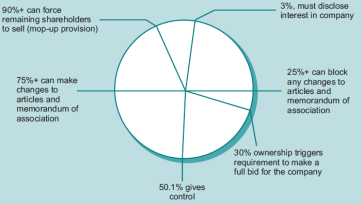 90%+ can force
remaining shareholders
to sell (mop-up provision)
3%, must disclose
interest in company
75%+ can make
changes to
articles and
memorandum of
association
25%+ can block
any changes to
articles and
memorandum of
association
30% ownership triggers
requirement to make a
full bid for the company
50.1% gives
control